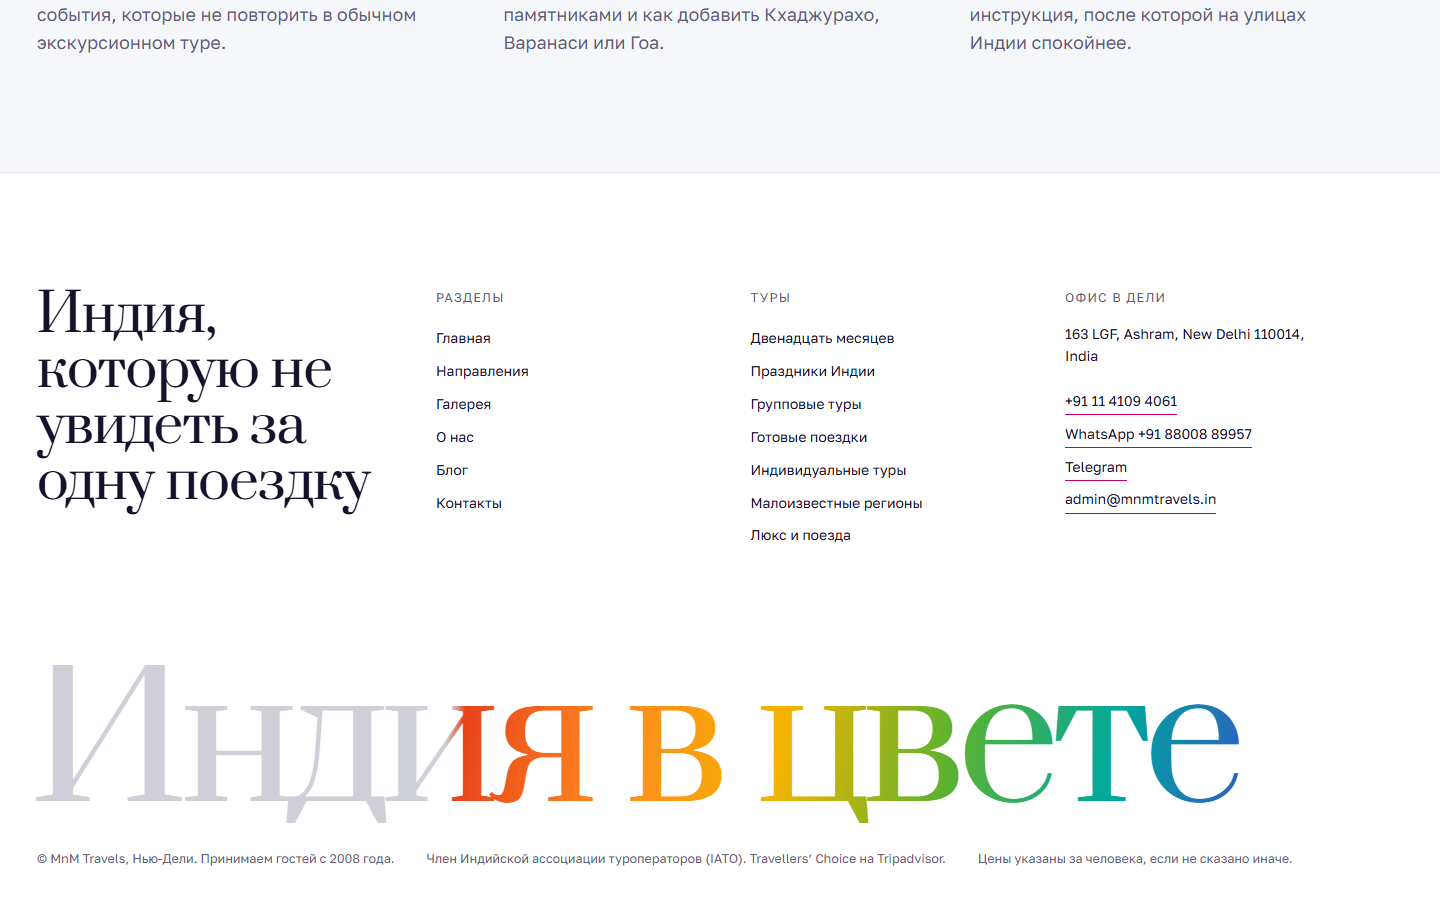 события, которые не повторить в обычном
экскурсионном туре.
памятниками и как добавить Кхаджурахо,
Варанаси или Гоа.
инструкция, после которой на улицах
Индии спокойнее.
Индия,
которую не
увидеть за
одну поездку
РАЗДЕЛЫ
Главная
Направления
Галерея
О нас
Блог
Контакты
ТУРЫ
Двенадцать месяцев
Праздники Индии
Групповые туры
Готовые поездки
Индивидуальные туры
Малоизвестные регионы
Люкс и поезда
ОФИС В ДЕЛИ
163 LGF, Ashram, New Delhi 110014,
India
+91 11 4109 4061
WhatsApp +91 88008 89957
Telegram
admin@mnmtravels.in
Индия в цвете
© MnM Travels, Нью-Дели. Принимаем гостей с 2008 года.
Член Индийской ассоциации туроператоров (IATO). Travellers’ Choice на Tripadvisor.
Цены указаны за человека, если не сказано иначе.